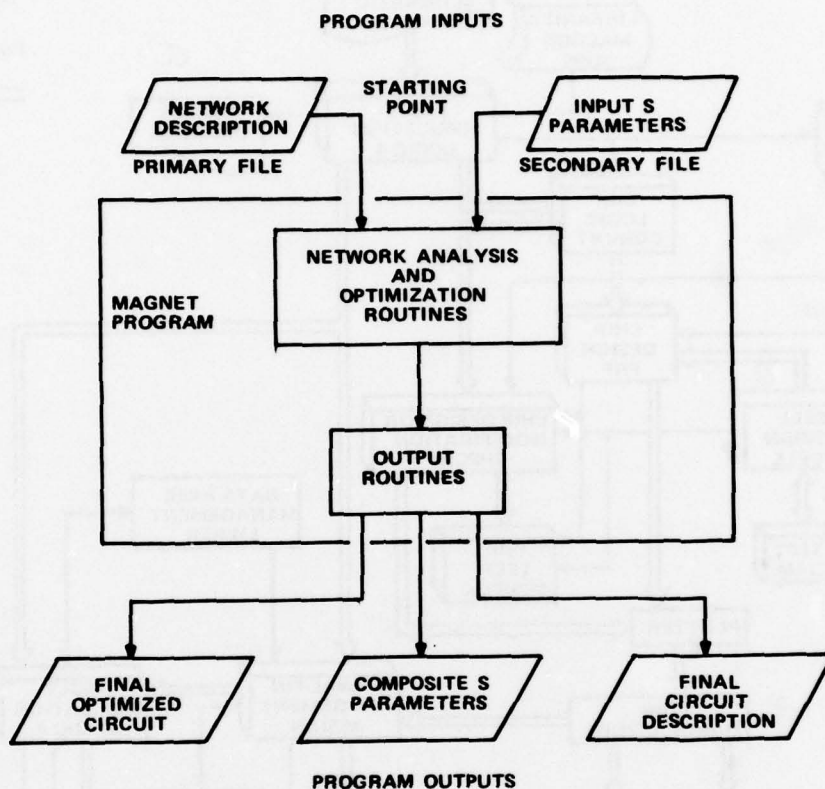 PROGRAM INPUTS
NETWORK
DESCRIPTION
STARTING
POINT
INPUT S
PARAMETERS
PRIMARY FILE
SECONDARY FILE
MAGNET
PROGRAM
NETWORK ANALYSIS
AND
OPTIMIZATION
ROUTINES
OUTPUT
ROUTINES
FINAL
OPTIMIZED
CIRCUIT
COMPOSITE S
PARAMETERS
FINAL
CIRCUIT
DESCRIPTION
PROGRAM OUTPUTS